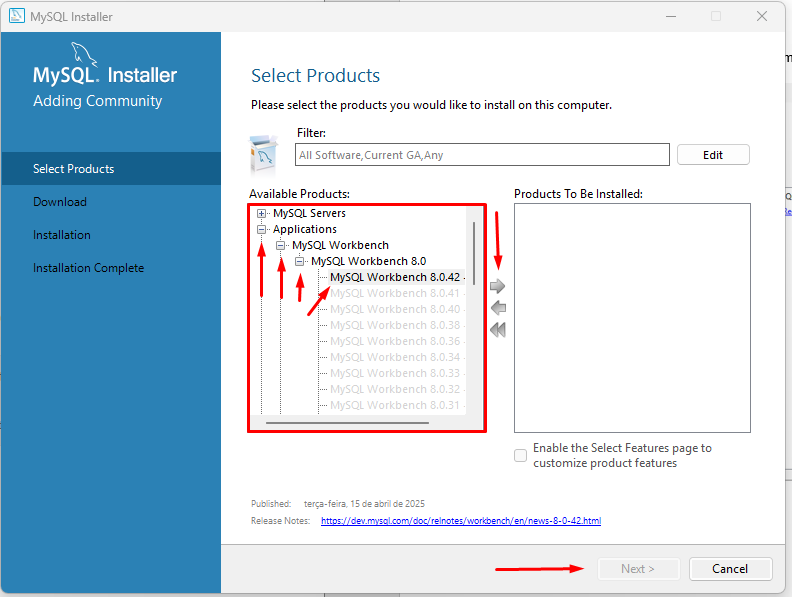 MySQL Installer
MySQL. Installer
Adding Community
Select Products
Download
Installation
Installation Complete
Select Products
Please select the products you would like to install on this computer.
Filter:
All Software,Current GA,Any
Edit
Available Products:
MySQL Servers
Applications
MySQL Workbench
MySQL Workbench 8.0
MySQL Workbench 8.0.42 -
MySQL Workbench 8.0.41 -
MySQL Workbench 8.0.40 -
MySQL Workbench 8.0.38 -
MySQL Workbench 8.0.36 -
MySQL Workbench 8.0.34 -
MySQL Workbench 8.0.33 -
MySQL Workbench 8.0.32 -
MySQL Workbench 8.0.31 -
Products To Be Installed:
Enable the Select Features page to
customize product features
Published: terça-feira, 15 de abril de 2025
Release Notes: https://dev.mysql.com/doc/relnotes/workbench/en/news-8-0-42.html
Next >
Cancel